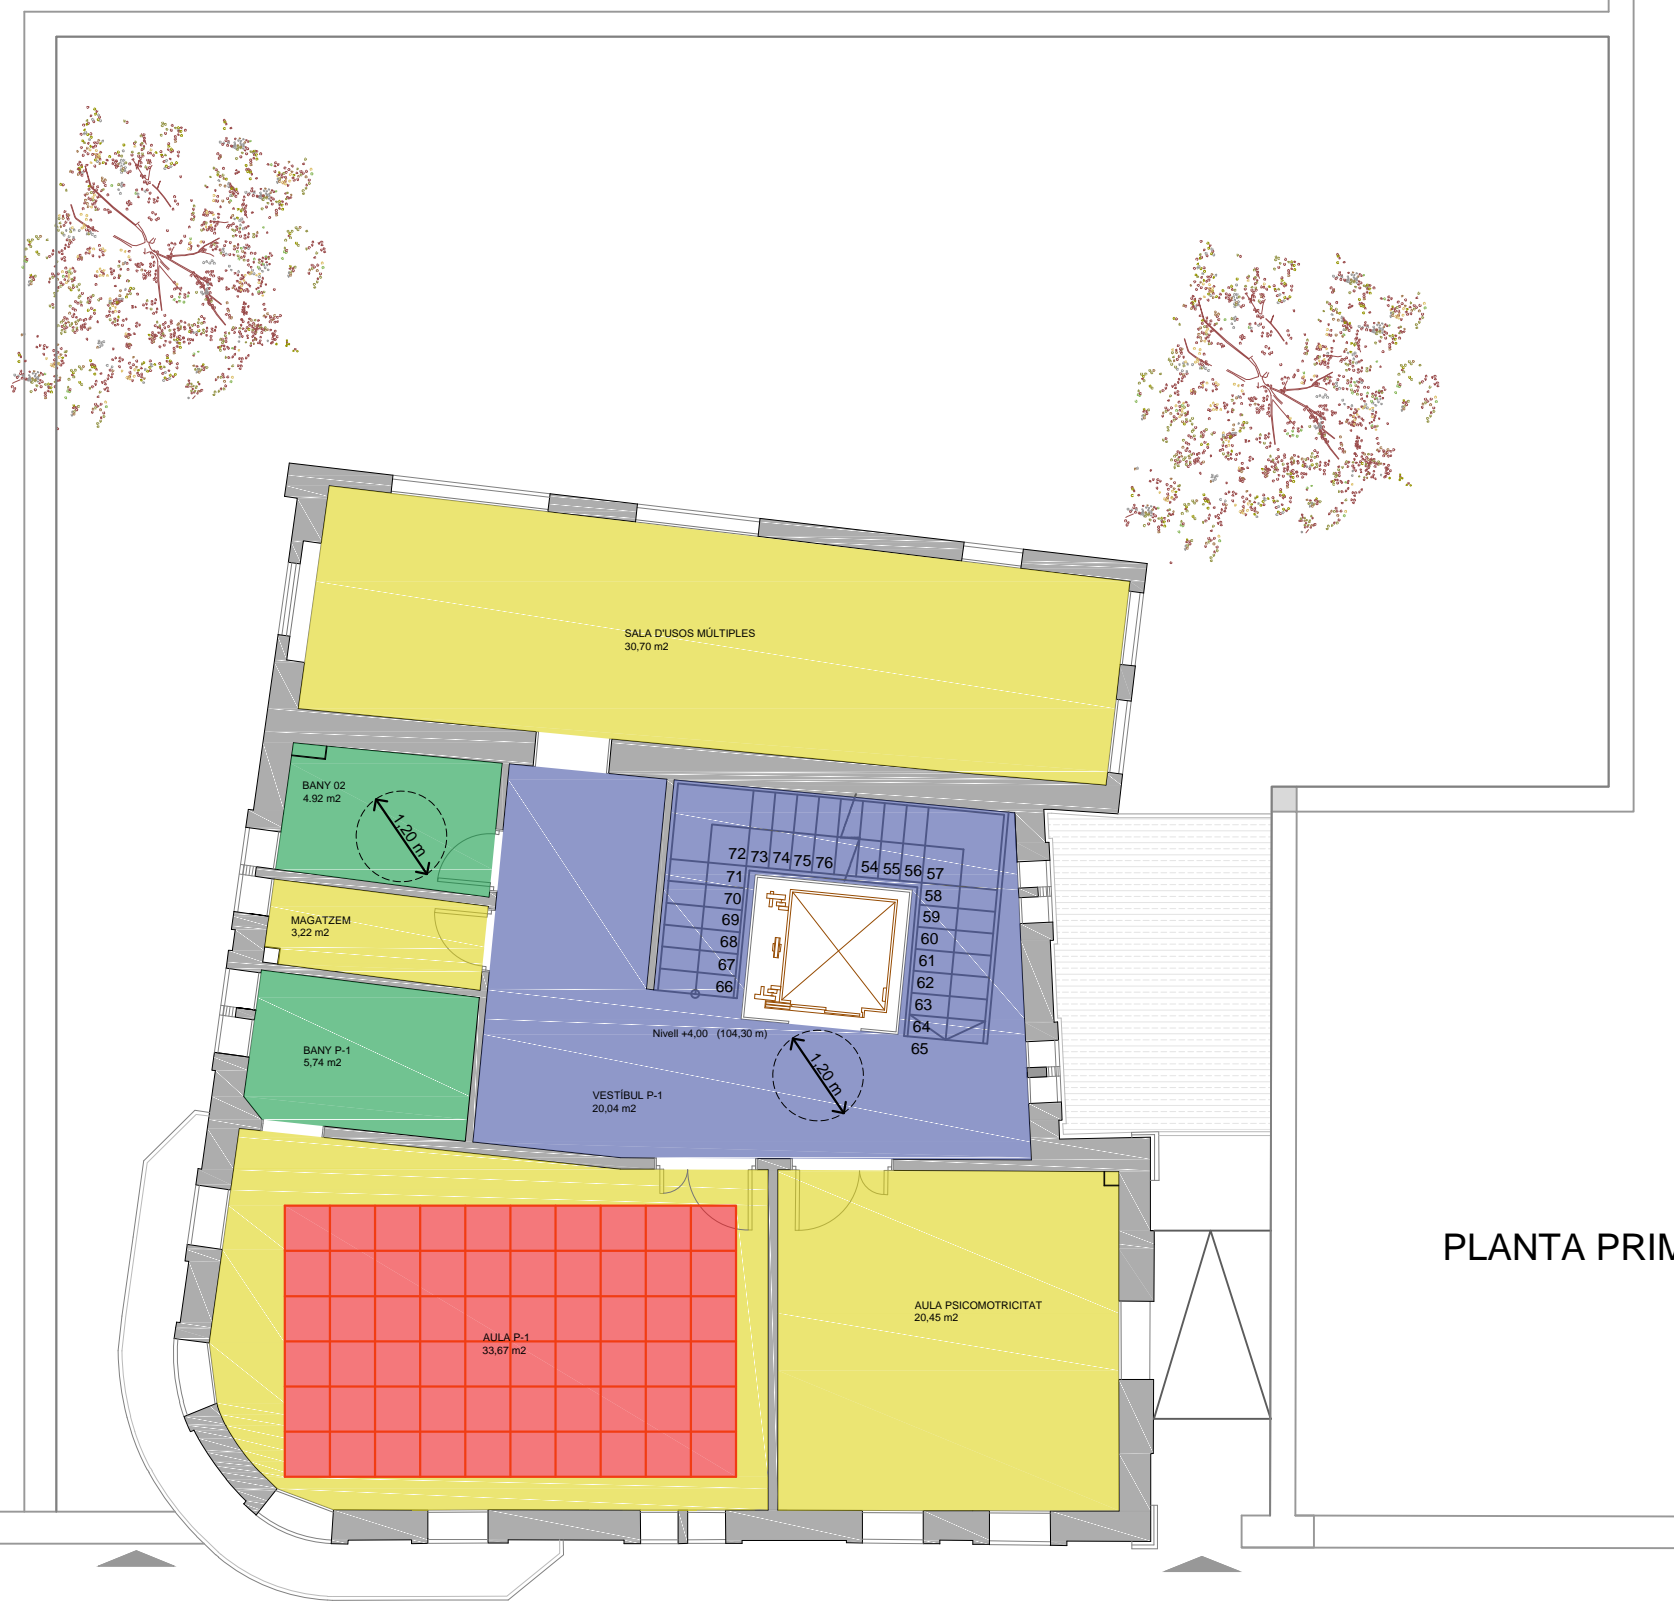 SALA D'USOS MÚLTIPLES
30,70 m2
BANY 02
4.92 m2
1,20 m
72 73 74 75 76 54 55 56 57
71 58
70 59
69 60
68 61
67 62
66 63
64
65
MAGATZEM
3,22 m2
Nivell +4,00 (104,30 m)
BANY P-1
5,74 m2
1,20 m
VESTÍBUL P-1
20,04 m2
PLANTA PRIM
AULA PSICOMOTRICITAT
20,45 m2
AULA P-1
33,67 m2